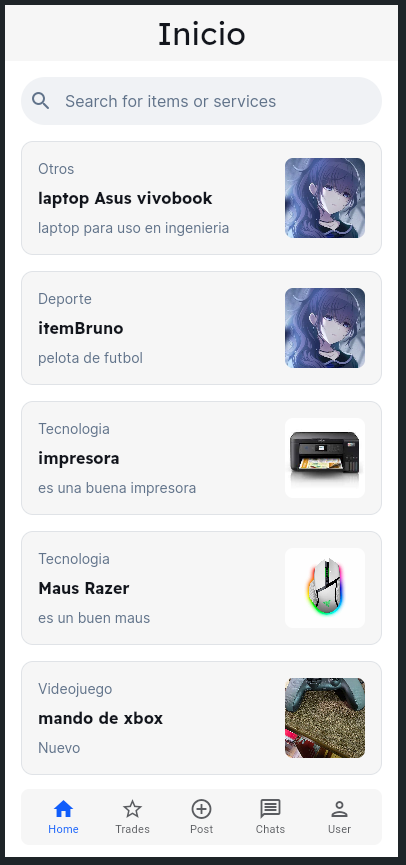 Inicio
Search for items or services
Otros
laptop Asus vivobook
laptop para uso en ingenieria
Deporte
itemBruno
pelota de futbol
Tecnologia
impresora
es una buena impresora
Tecnologia
Maus Razer
es un buen maus
Videojuego
mando de xbox
Nuevo
Home Trades Post Chats User